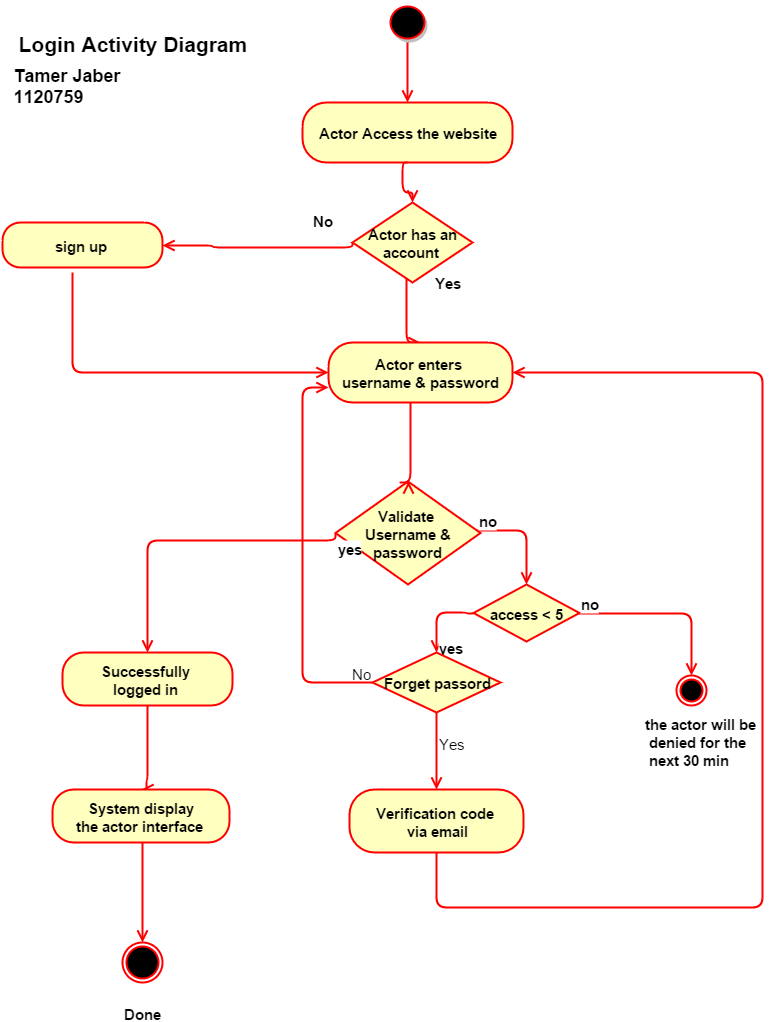 Login Activity Diagram
Tamer Jaber
1120759
Actor Access the website
No
Actor has an
account
sign up
Yes
Actor enters
username & password
Validate
Username &
password
no
yes
access < 5
no
yes
Successfully
logged in
No
Forget passord
the actor will be
denied for the
next 30 min
Yes
System display
the actor interface
Verification code
via email
Done